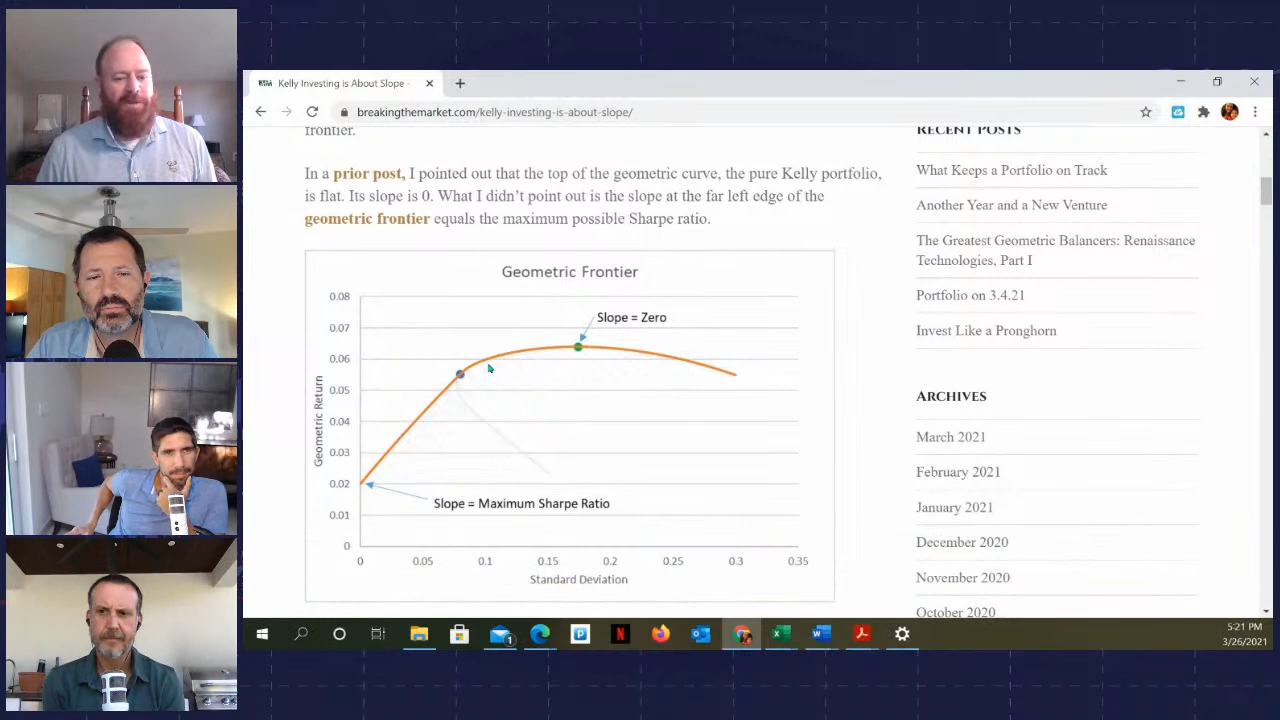 Kelly Investing is About Slope -
breakingthemarket.com/kelly-investing-is-about-slope/
frontier.
In a prior post, I pointed out that the top of the geometric curve, the pure Kelly portfolio,
is flat. Its slope is 0. What I didn't point out is the slope at the far left edge of the
geometric frontier equals the maximum possible Sharpe ratio.
Geometric Frontier
0.08
0.07
0.06
0.05
0.04
0.03
0.02
0.01
0
Geometric Return
Slope = Zero
Slope = Maximum Sharpe Ratio
0 0.05 0.1 0.15 0.2 0.25 0.3 0.35
Standard Deviation
RECENT POSTS
What Keeps a Portfolio on Track
Another Year and a New Venture
The Greatest Geometric Balancers: Renaissance
Technologies, Part I
Portfolio on 3.4.21
Invest Like a Pronghorn
ARCHIVES
March 2021
February 2021
January 2021
December 2020
November 2020
October 2020
1
5:21 PM
3/26/2021